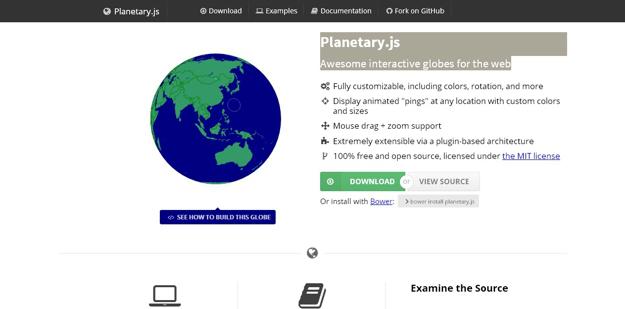 Planetary.js Download Examples Documentation Fork on GitHub
Planetary.js
Awesome interactive globes for the web
Fully customizable, including colors, rotation, and more
Display animated "pings" at any location with custom colors
and sizes
Mouse drag + zoom support
Extremely extensible via a plugin-based architecture
100% free and open source, licensed under the MIT license
DOWNLOAD or VIEW SOURCE
Or install with Bower: bower install planetary.js
SEE HOW TO BUILD THIS GLOBE
Examine the Source